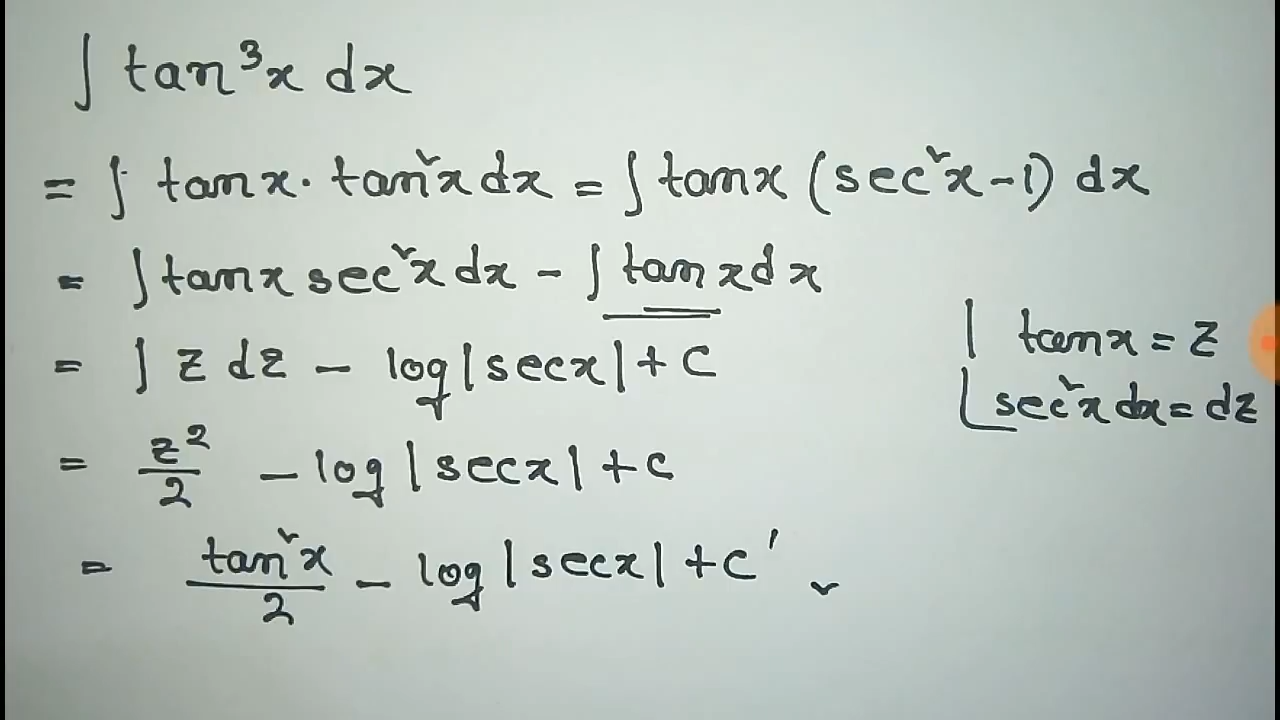 ∫ tan³x dx
= ∫ tanx · tan²x dx = ∫ tanx (sec²x − 1) dx
= ∫ tanx sec²x dx − ∫ tanx dx
tanx = z
= ∫ z dz − log|secx| + C
sec²x dx = dz
= z²/2 − log|secx| + c
= tan²x/2 − log|secx| + c'